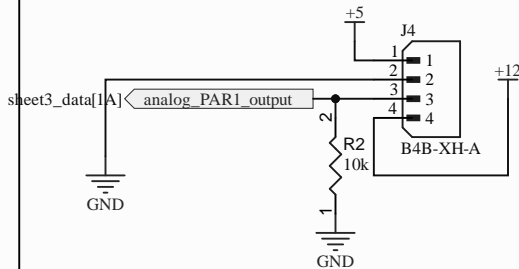 +5
J4
1 1
2 2
+12
sheet3_data[1A] analog_PAR1_output 3 3
4 4
2
R2
10k
B4B-XH-A
GND
1
GND